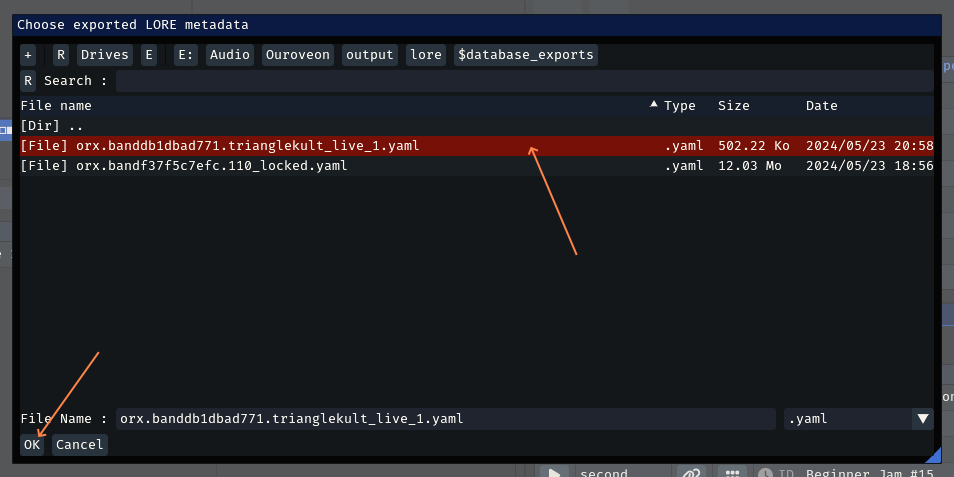 Choose exported LORE metadata
+ R Drives E E: Audio Ouroveon output lore $database_exports
R Search :
File name Type Size Date
[Dir] ..
[File] orx.banddb1dbad771.trianglekult_live_1.yaml .yaml 502.22 Ko 2024/05/23 20:58
[File] orx.bandf37f5c7efc.110_locked.yaml .yaml 12.03 Mo 2024/05/23 18:56
File Name : orx.banddb1dbad771.trianglekult_live_1.yaml .yaml
OK Cancel
second ID Beginner Jam #15